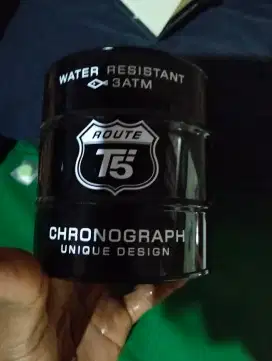 WATER RESISTANT
3ATM
ROUTE
T5
CHRONOGRAPH
UNIQUE DESIGN